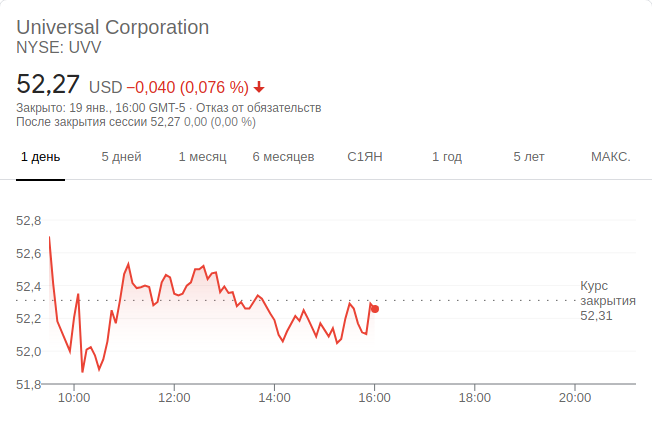 Universal Corporation
NYSE: UVV
52,27 USD −0,040 (0,076 %)
Закрыто: 19 янв., 16:00 GMT-5 · Отказ от обязательств
После закрытия сессии 52,27 0,00 (0,00 %)
1 день 5 дней 1 месяц 6 месяцев С1ЯН 1 год 5 лет МАКС.
52,8
52,6
52,4
52,2
52,0
51,8
Курс
закрытия
52,31
10:00 12:00 14:00 16:00 18:00 20:00